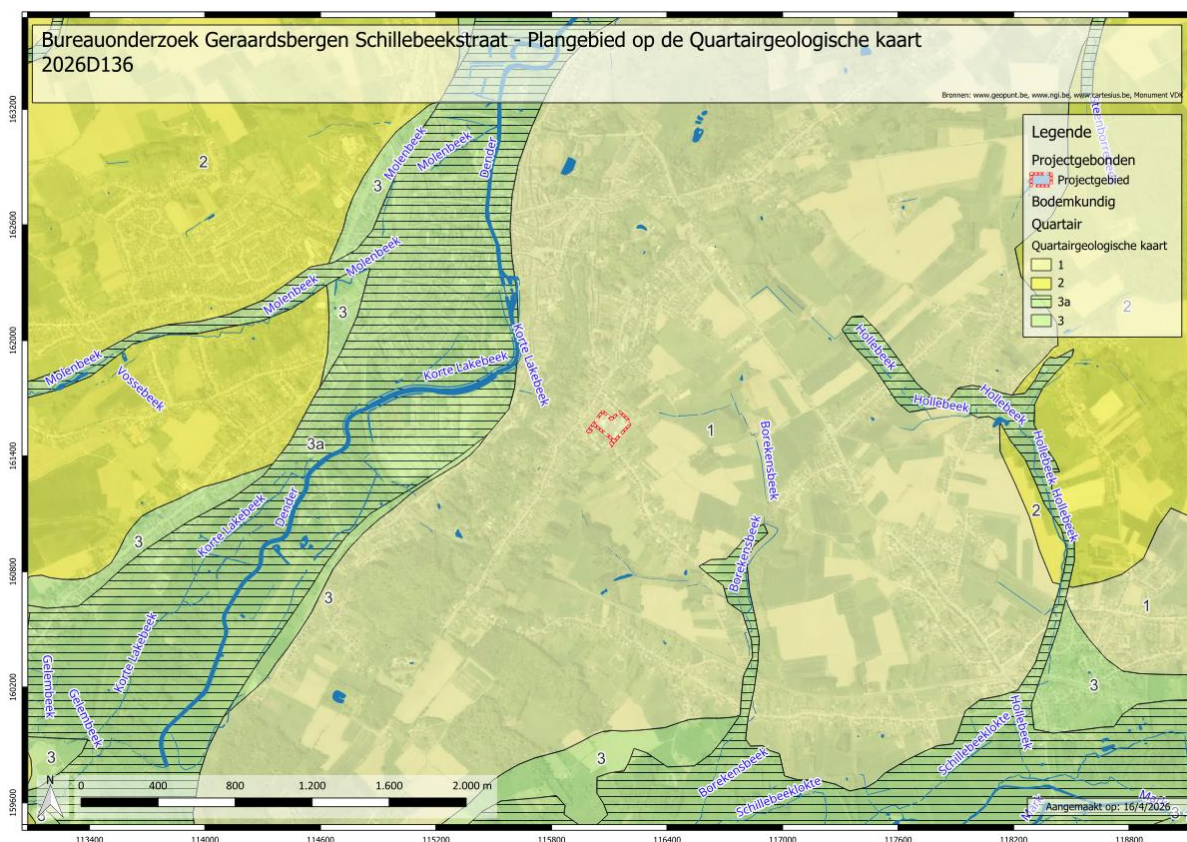 Bureauonderzoek Geraardsbergen Schillebeekstraat - Plangebied op de Quartairgeologische kaart
2026D136
Bronnen: www.geopunt.be, www.ngi.be, www.cartesius.be, Monument VDK
Legende
Projectgebonden
Projectgebied
Bodemkundig
Quartair
Quartairgeologische kaart
1
2
3a
3
163200
162600
162000
161400
160800
160200
159600
2
3
Molenbeek
Molenbeek
Dender
Molenbeek
Molenbeek
3
Molenbeek
Vossebeek
Korte Lakebeek
Korte Lakebeek
2
Hollebeek
Hollebeek
Hollebeek
Hollebeek
Hollebeek
1
Borekensbeek
Borekensbeek
3a
Dender
Korte Lakebeek
3
2
3
1
Korte Lakebeek
Gelembeek
Gelembeek
3
3
3
Hollebeek
Schillebeeklokte
Borekensbeek
Schillebeeklokte
Mark
3
N
0 400 800 1.200 1.600 2.000 m
Aangemaakt op: 16/4/2026
113400 114000 114600 115200 115800 116400 117000 117600 118200 118800